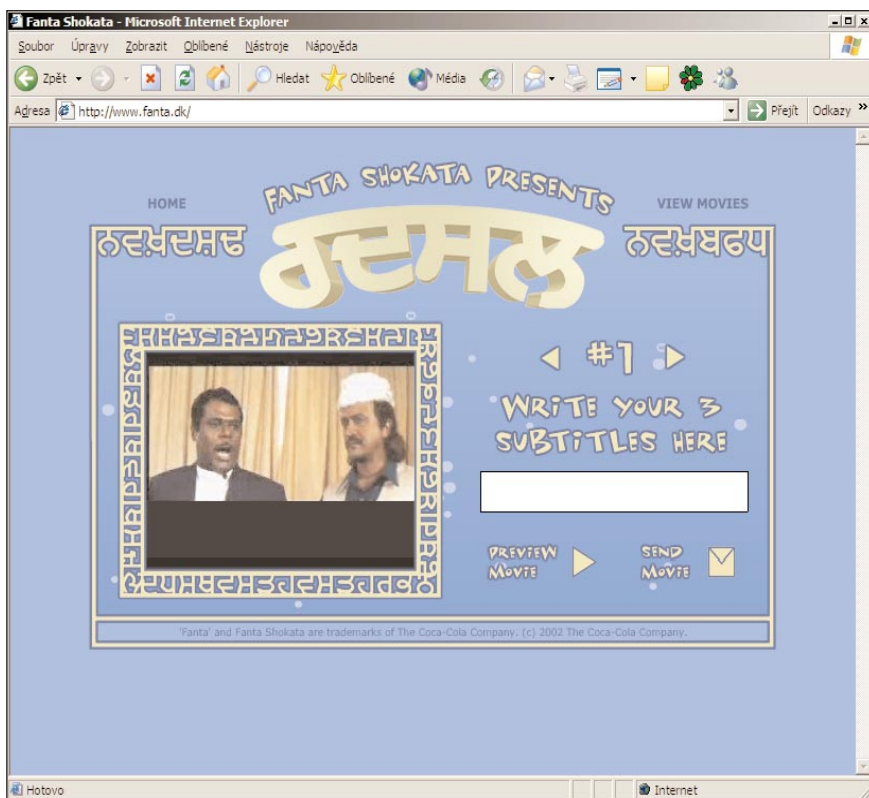 Fanta Shokata - Microsoft Internet Explorer
Soubor Úpravy Zobrazit Oblíbené Nástroje Nápověda
Zpět Hledat Oblíbené Média
Adresa http://www.fanta.dk/ Přejít Odkazy »
FANTA SHOKATA PRESENTS
HOME VIEW MOVIES
ਰਦਸਲ
#1
WRITE YOUR 3
SUBTITLES HERE
PREVIEW
MOVIE
SEND
MOVIE
'Fanta' and Fanta Shokata are trademarks of The Coca-Cola Company. (c) 2002 The Coca-Cola Company.
Hotovo Internet